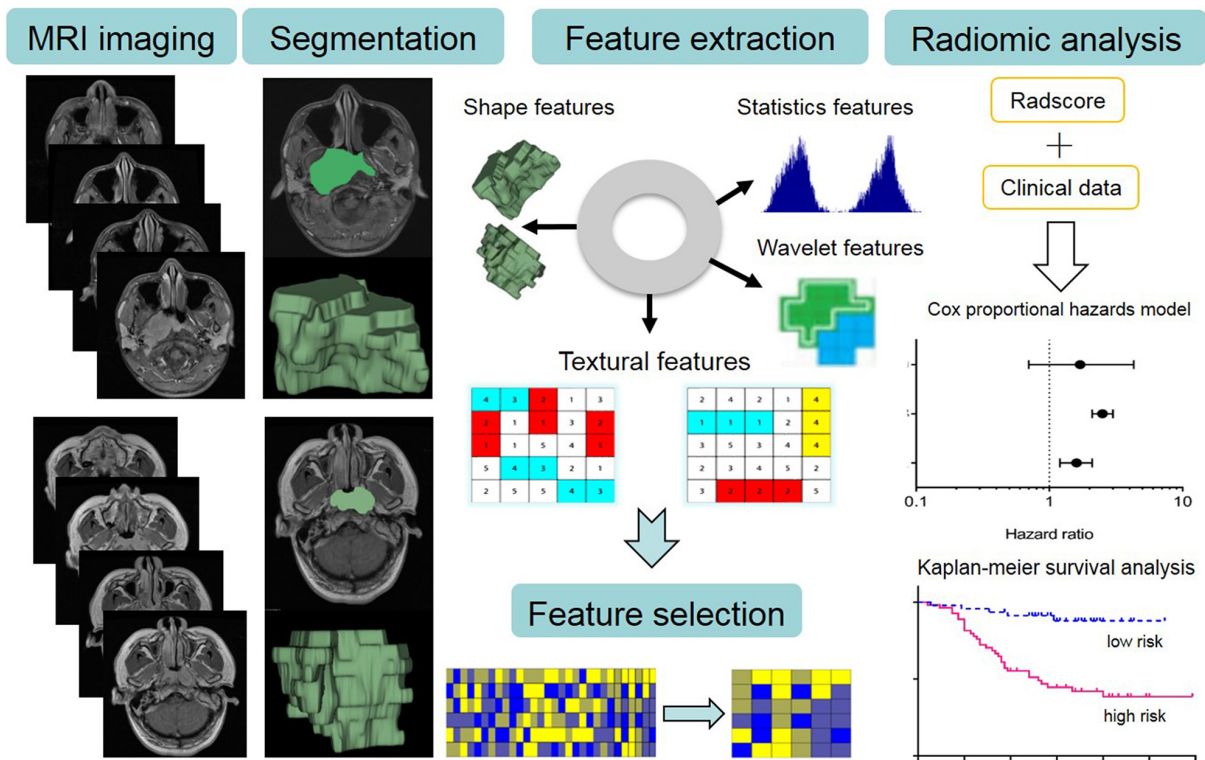 MRI imaging
Segmentation
Feature extraction
Radiomic analysis
Shape features
Statistics features
Wavelet features
Textural features
4 3 2 1 3
2 1 1 3 2
1 1 5 4 1
5 4 3 2 1
2 5 5 4 3
2 4 2 1 4
1 1 1 2 4
3 5 3 4 4
2 3 4 5 2
3 2 2 2 5
Feature selection
Radscore
+
Clinical data
Cox proportional hazards model
0.1 1 10
Hazard ratio
Kaplan-meier survival analysis
low risk
high risk